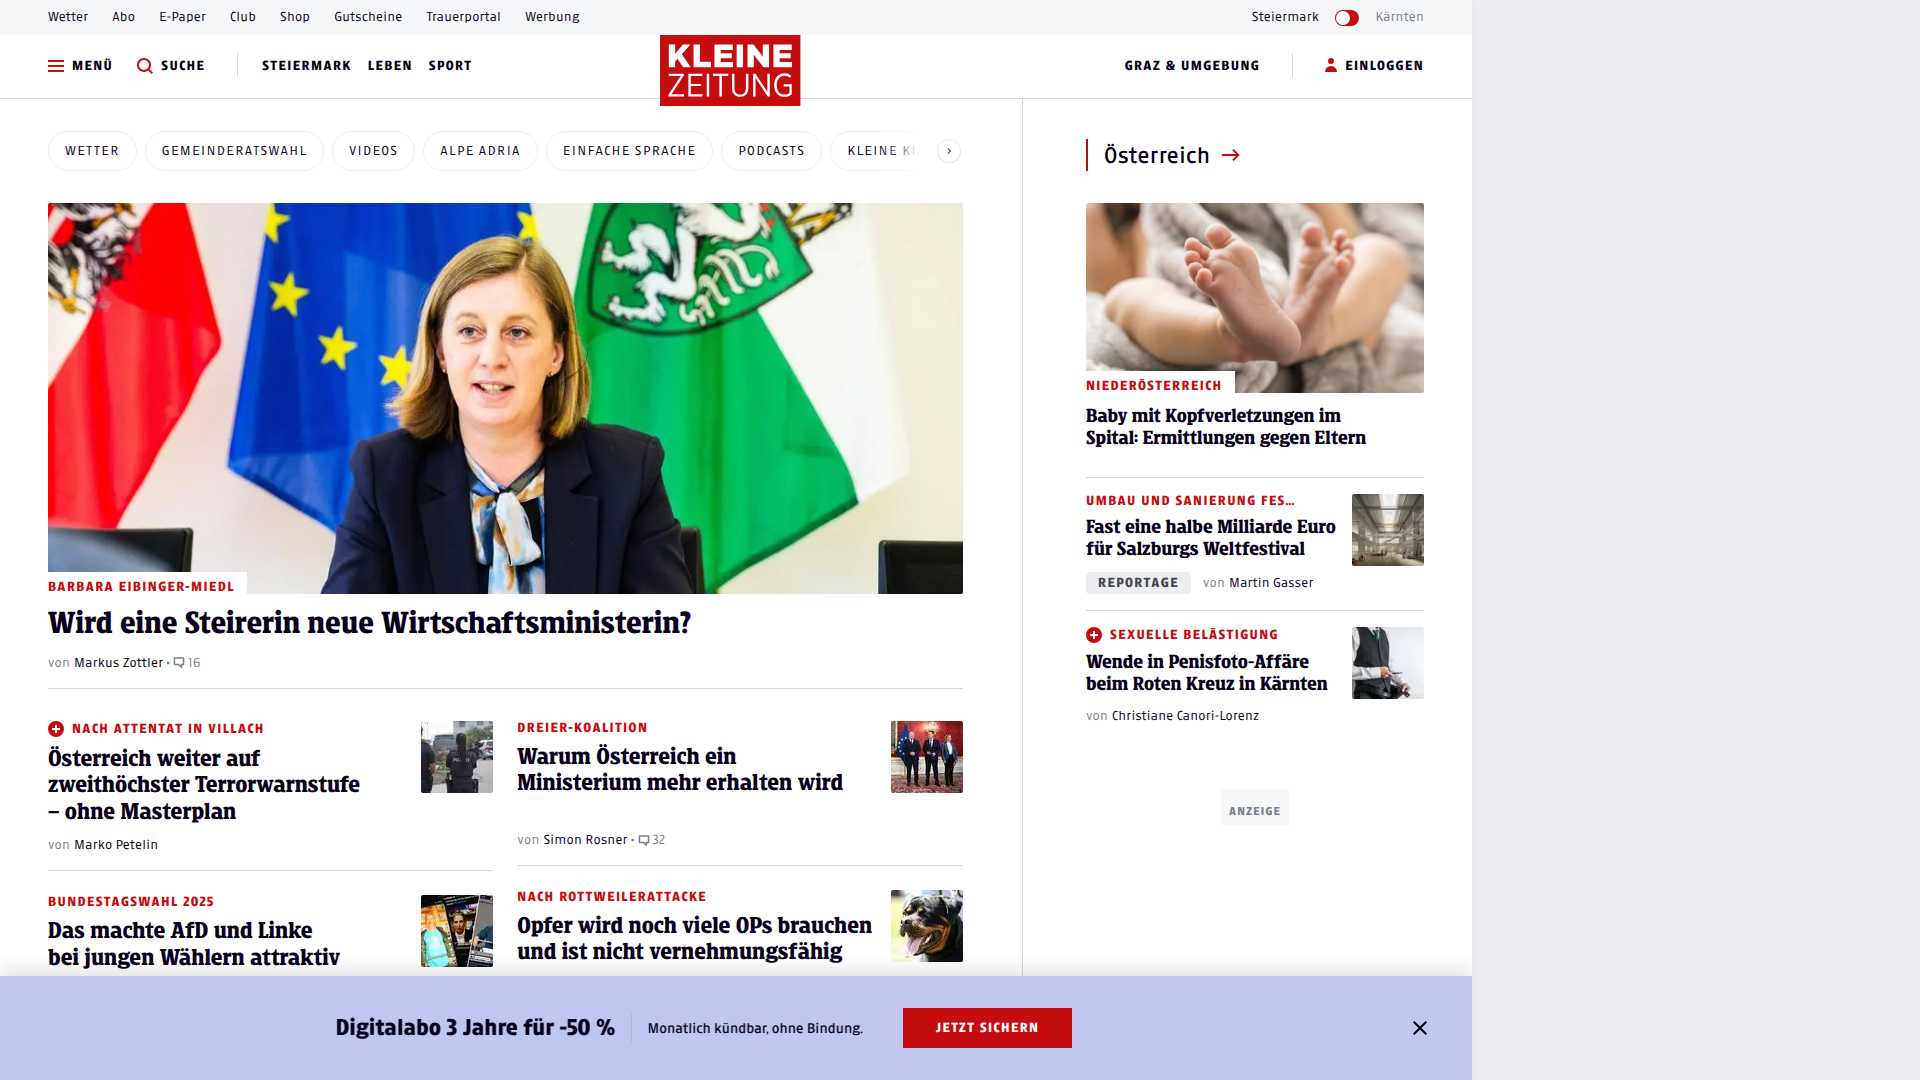 Wetter Abo E-Paper Club Shop Gutscheine Trauerportal Werbung Steiermark Kärnten
MENÜ SUCHE STEIERMARK LEBEN SPORT KLEINE ZEITUNG GRAZ & UMGEBUNG EINLOGGEN
WETTER GEMEINDERATSWAHL VIDEOS ALPE ADRIA EINFACHE SPRACHE PODCASTS KLEINE
BARBARA EIBINGER-MIEDL
Wird eine Steirerin neue Wirtschaftsministerin?
von Markus Zottler • 16
NACH ATTENTAT IN VILLACH
Österreich weiter auf
zweithöchster Terrorwarnstufe
– ohne Masterplan
von Marko Petelin
DREIER-KOALITION
Warum Österreich ein
Ministerium mehr erhalten wird
von Simon Rosner • 32
BUNDESTAGSWAHL 2025
Das machte AfD und Linke
bei jungen Wählern attraktiv
NACH ROTTWEILERATTACKE
Opfer wird noch viele OPs brauchen
und ist nicht vernehmungsfähig
Österreich
NIEDERÖSTERREICH
Baby mit Kopfverletzungen im
Spital: Ermittlungen gegen Eltern
UMBAU UND SANIERUNG FES...
Fast eine halbe Milliarde Euro
für Salzburgs Weltfestival
REPORTAGE von Martin Gasser
SEXUELLE BELÄSTIGUNG
Wende in Penisfoto-Affäre
beim Roten Kreuz in Kärnten
von Christiane Canori-Lorenz
ANZEIGE
Digitalabo 3 Jahre für -50 % Monatlich kündbar, ohne Bindung. JETZT SICHERN